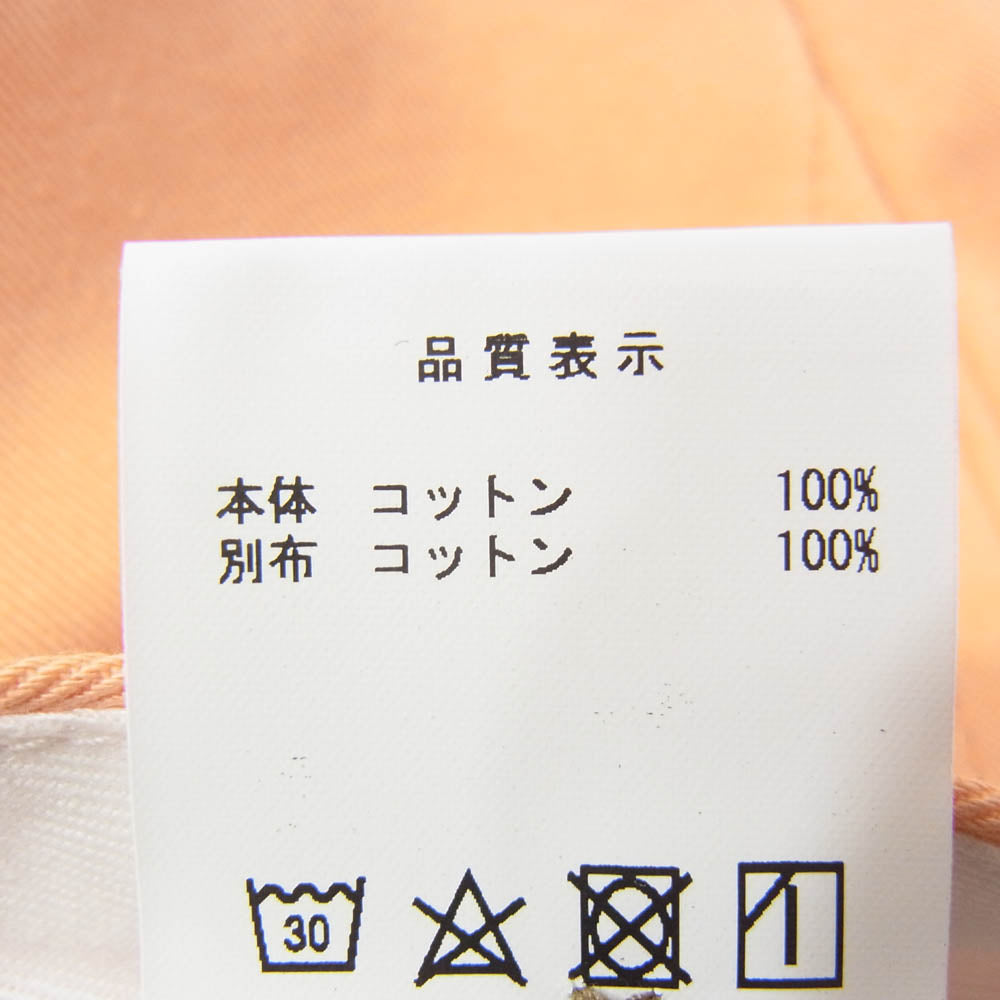 品質表示
本体 コットン 100%
別布 コットン 100%
30